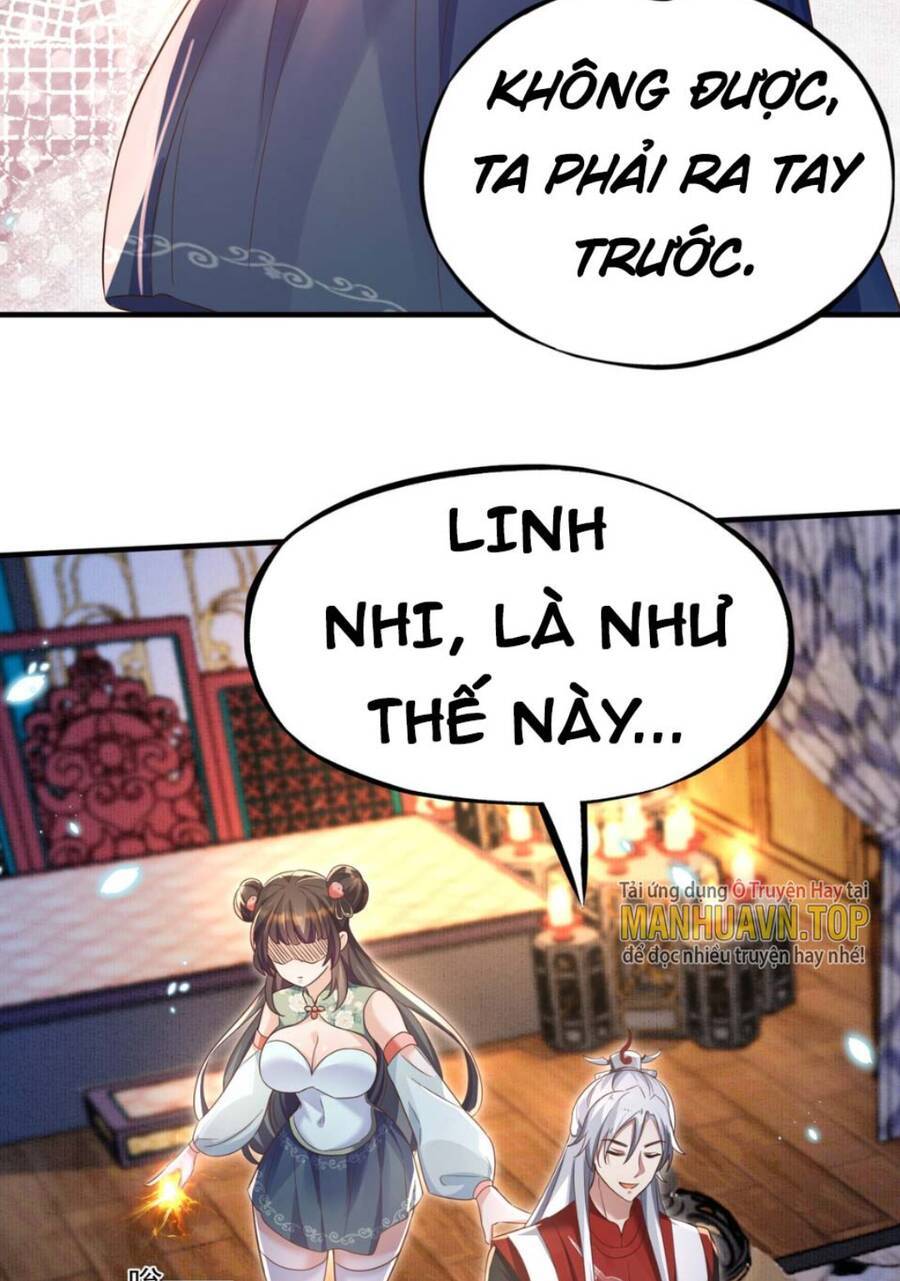 KHÔNG ĐƯỢC,
TA PHẢI RA TAY
TRƯỚC.
LINH
NHI, LÀ NHƯ
THẾ NÀY...
Tải ứng dụng Ô Truyện Hay tại
MANHUAVN.TOP
để đọc nhiều truyện hay nhé!